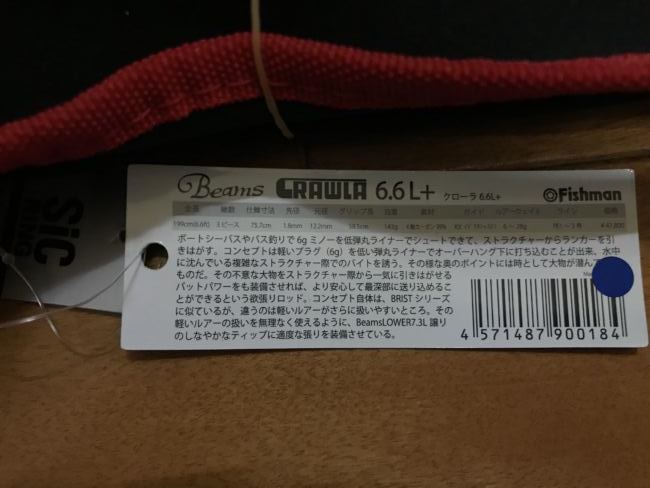 Beams CRAWLA 6.6L+ クローラ 6.6L+ Fishman
全長 継数 仕舞寸法 先径 元径 グリップ長 自重 素材 ガイド ルアーウェイト ライン 価格
199cm(6.6ft) 3ピース 75.7cm 1.8mm 12.2mm 143g 6〜28g
ボートシーバスやバス釣りで6gミノーを低弾丸ライナーでシュートできて、ストラクチャーからランカーを引
きはがす。コンセプトは軽いプラグ（6g）を低い弾丸ライナーでオーバーハング下に打ち込むことが出来、水中
に沈んでいる複雑なストラクチャー際でのバイトを誘う。その様な奥のポイントには時として大物が潜ん
ものだ。その不意な大物をストラクチャー際から一気に引きはがせる
バットパワーをも装備させれば、より安心して最深部に送り込めるこ
とができるという欲張りロッド。コンセプト自体は、BRISTシリーズ
に似ているが、違うのは軽いルアーがさらに扱いやすいところ。その
軽いルアーの扱いを無理なく使えるように、BeamsLOWER7.3L 譲り
のしなやかなティップに適度な張りを装備させている。
4 571487 900184
SiC